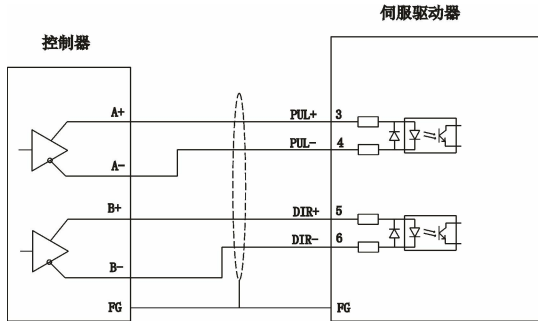 伺服驱动器
控制器
A+
PUL+ 3
PUL- 4
A-
B+
DIR+ 5
DIR- 6
B-
FG
FG